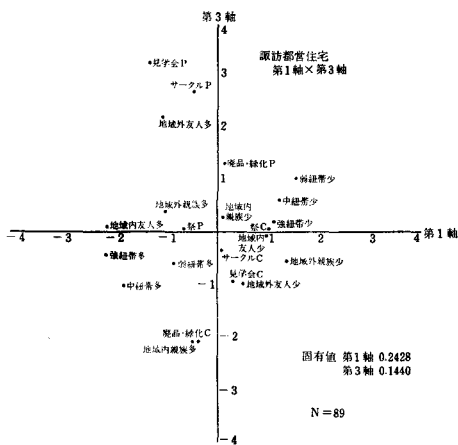 第3軸
4
諏訪都営住宅
第1軸×第3軸
見学会P
3
サークルP
地域外友人多
2
廃品・緑化P
1
弱紐帯少
中紐帯少
地域外親族多
地域内
親族少
強紐帯少
地域内友人多
祭P
祭C
-4
-3
-2
-1
1
2
3
4
第1軸
地域内
友人少
強紐帯多
サークルC
弱紐帯多
地域外親族少
見学会C
中紐帯多
-1
地域外友人少
廃品・緑化C
-2
地域内親族多
固有値 第1軸 0.2428
第3軸 0.1440
-3
N=89
-4